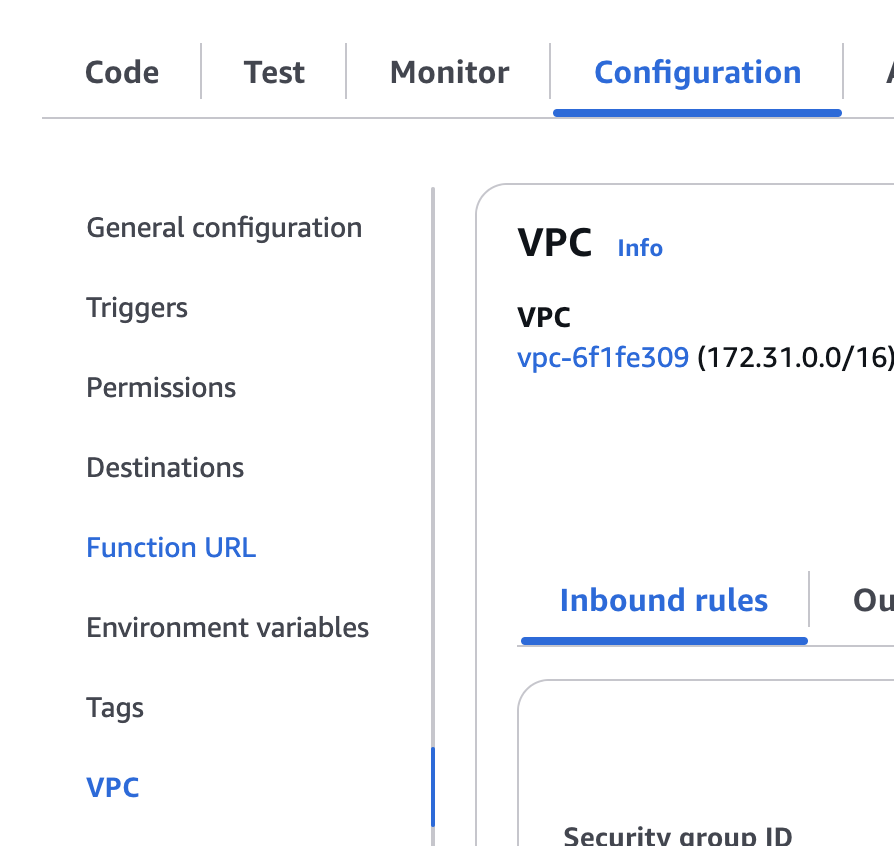 Code
Test
Monitor
Configuration
General configuration
Triggers
Permissions
Destinations
Function URL
Environment variables
Tags
VPC
VPC Info
VPC
vpc-6f1fe309 (172.31.0.0/16)
Inbound rules
Security group ID